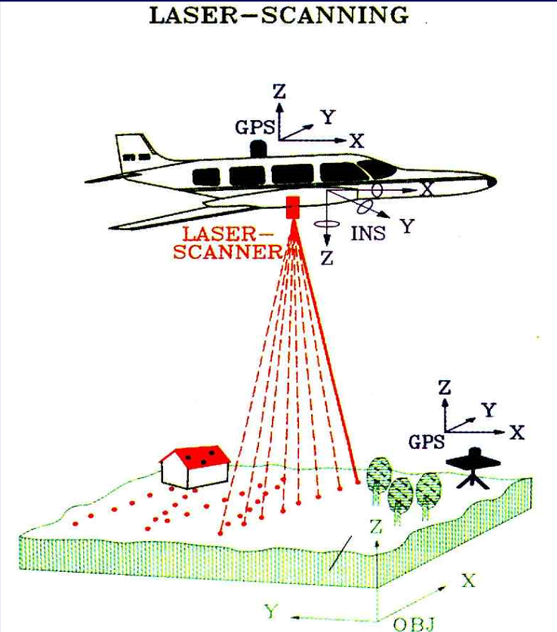 LASER-SCANNING
Z
Y
GPS
X
X
Y
INS
Z
LASER-
SCANNER
Z
Y
X
GPS
Z
X
Y
OBJ